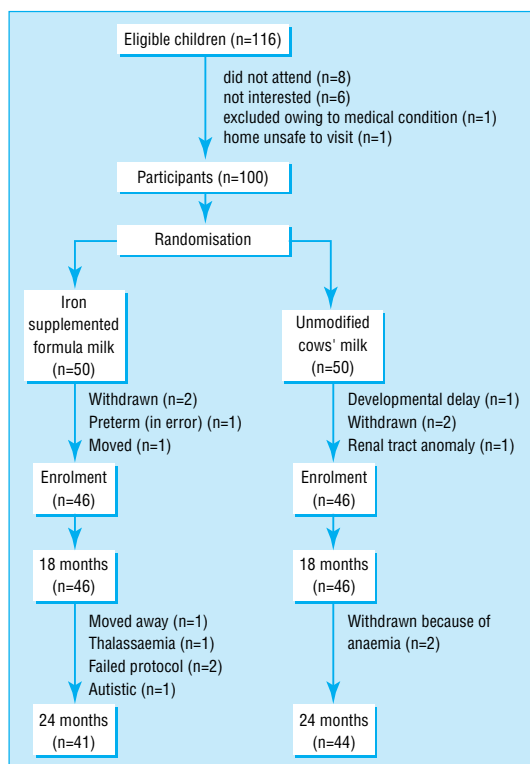 Eligible children (n=116)
did not attend (n=8)
not interested (n=6)
excluded owing to medical condition (n=1)
home unsafe to visit (n=1)
Participants (n=100)
Randomisation
Iron
supplemented
formula milk
(n=50)
Withdrawn (n=2)
Preterm (in error) (n=1)
Moved (n=1)
Enrolment
(n=46)
18 months
(n=46)
Moved away (n=1)
Thalassaemia (n=1)
Failed protocol (n=2)
Autistic (n=1)
24 months
(n=41)
Unmodified
cows' milk
(n=50)
Developmental delay (n=1)
Withdrawn (n=2)
Renal tract anomaly (n=1)
Enrolment
(n=46)
18 months
(n=46)
Withdrawn because of
anaemia (n=2)
24 months
(n=44)